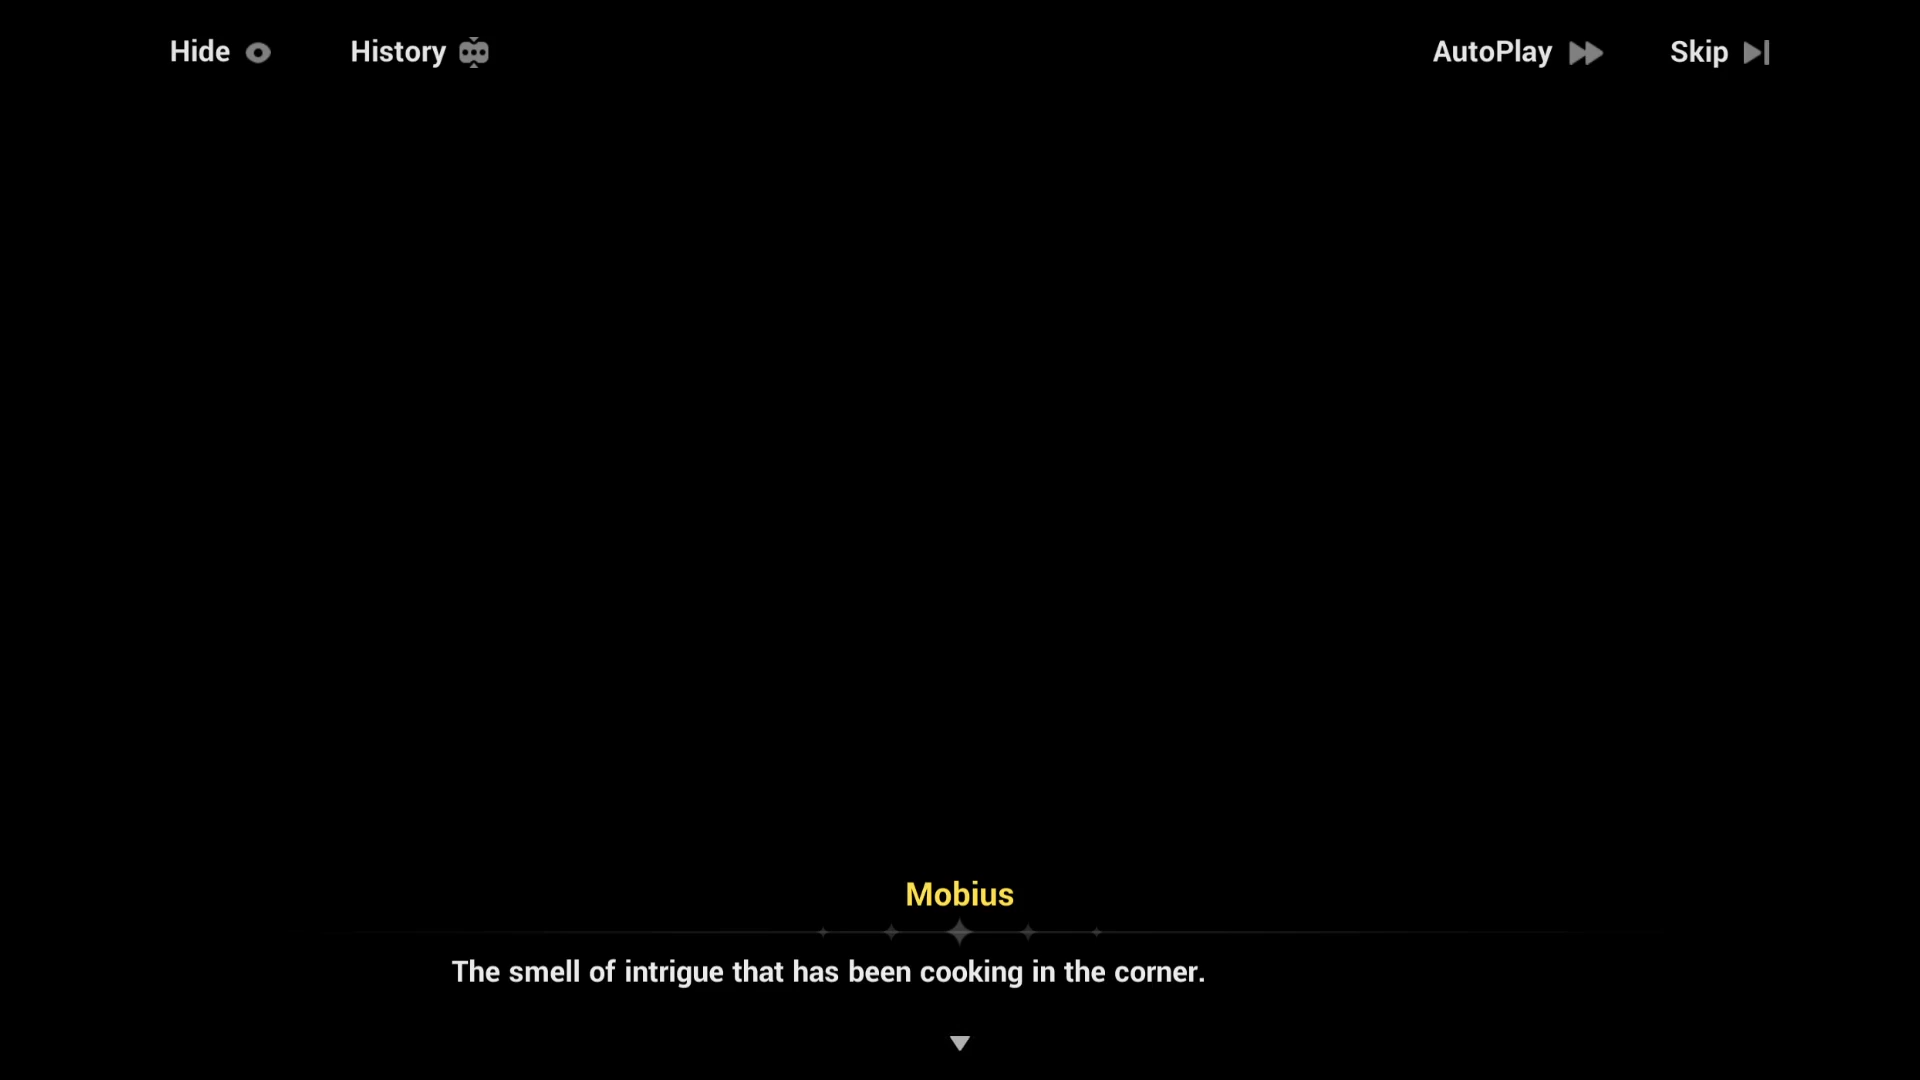 Hide
History
AutoPlay
Skip
Mobius
The smell of intrigue that has been cooking in the corner.